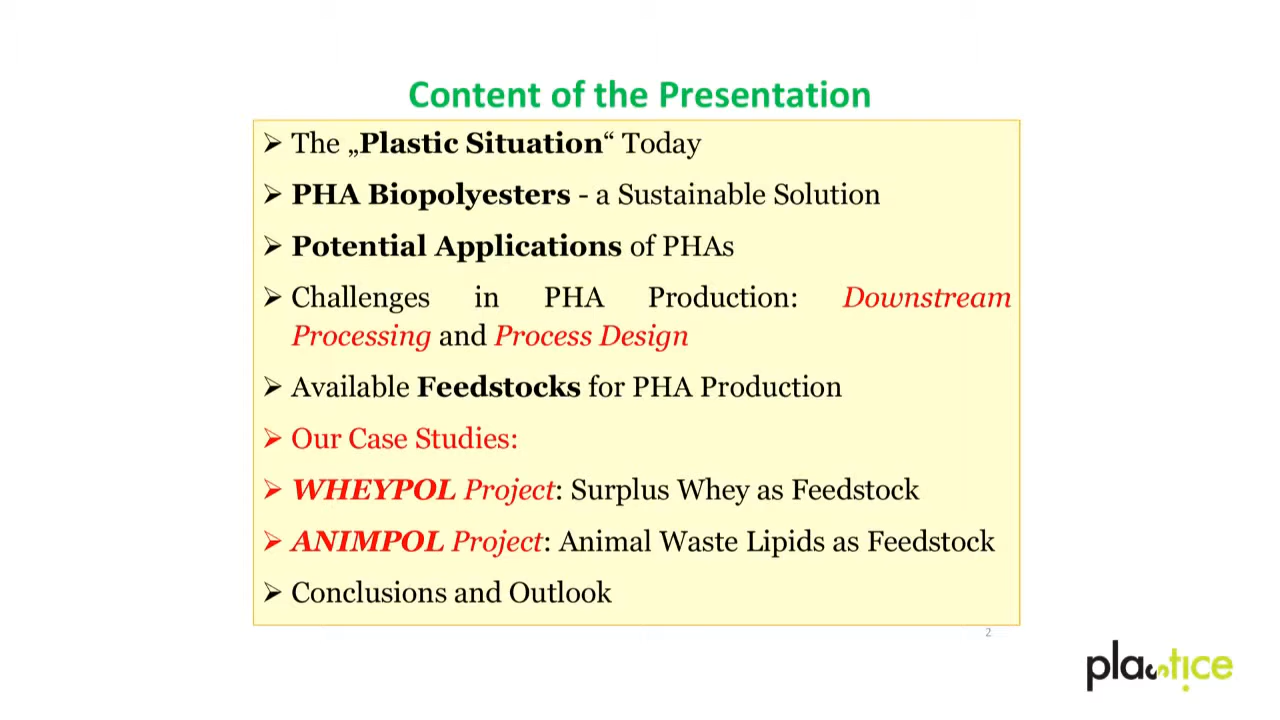 Content of the Presentation
➢ The „Plastic Situation“ Today
➢ PHA Biopolyesters - a Sustainable Solution
➢ Potential Applications of PHAs
➢ Challenges in PHA Production: Downstream
Processing and Process Design
➢ Available Feedstocks for PHA Production
➢ Our Case Studies:
➢ WHEYPOL Project: Surplus Whey as Feedstock
➢ ANIMPOL Project: Animal Waste Lipids as Feedstock
➢ Conclusions and Outlook
2
plastice